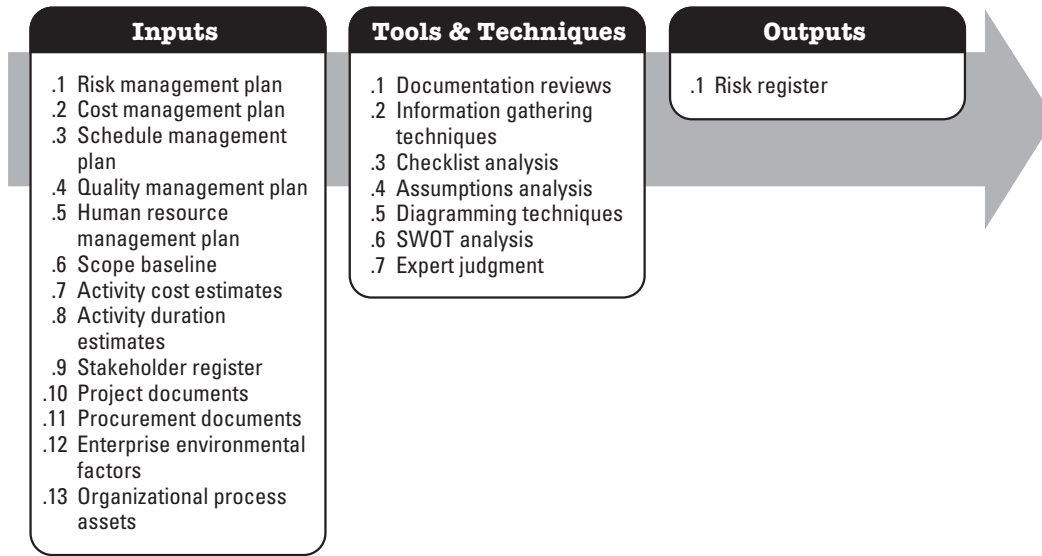 Inputs
.1 Risk management plan
.2 Cost management plan
.3 Schedule management
plan
.4 Quality management plan
.5 Human resource
management plan
.6 Scope baseline
.7 Activity cost estimates
.8 Activity duration
estimates
.9 Stakeholder register
.10 Project documents
.11 Procurement documents
.12 Enterprise environmental
factors
.13 Organizational process
assets
Tools & Techniques
.1 Documentation reviews
.2 Information gathering
techniques
.3 Checklist analysis
.4 Assumptions analysis
.5 Diagramming techniques
.6 SWOT analysis
.7 Expert judgment
Outputs
.1 Risk register